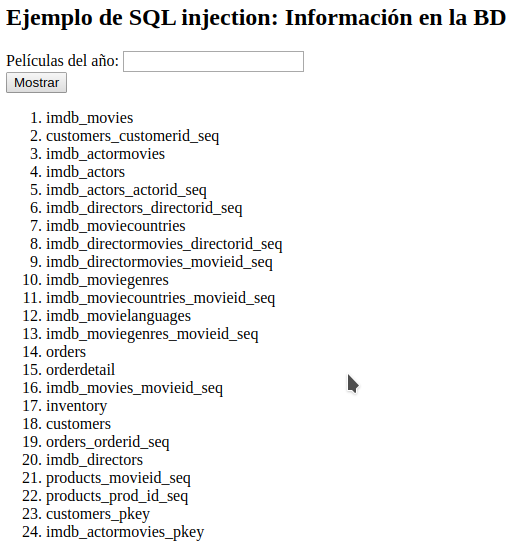 Ejemplo de SQL injection: Información en la BD
Películas del año:
Mostrar
1. imdb_movies
2. customers_customerid_seq
3. imdb_actormovies
4. imdb_actors
5. imdb_actors_actorid_seq
6. imdb_directors_directorid_seq
7. imdb_moviecountries
8. imdb_directormovies_directorid_seq
9. imdb_directormovies_movieid_seq
10. imdb_moviegenres
11. imdb_moviecountries_movieid_seq
12. imdb_movielanguages
13. imdb_moviegenres_movieid_seq
14. orders
15. orderdetail
16. imdb_movies_movieid_seq
17. inventory
18. customers
19. orders_orderid_seq
20. imdb_directors
21. products_movieid_seq
22. products_prod_id_seq
23. customers_pkey
24. imdb_actormovies_pkey